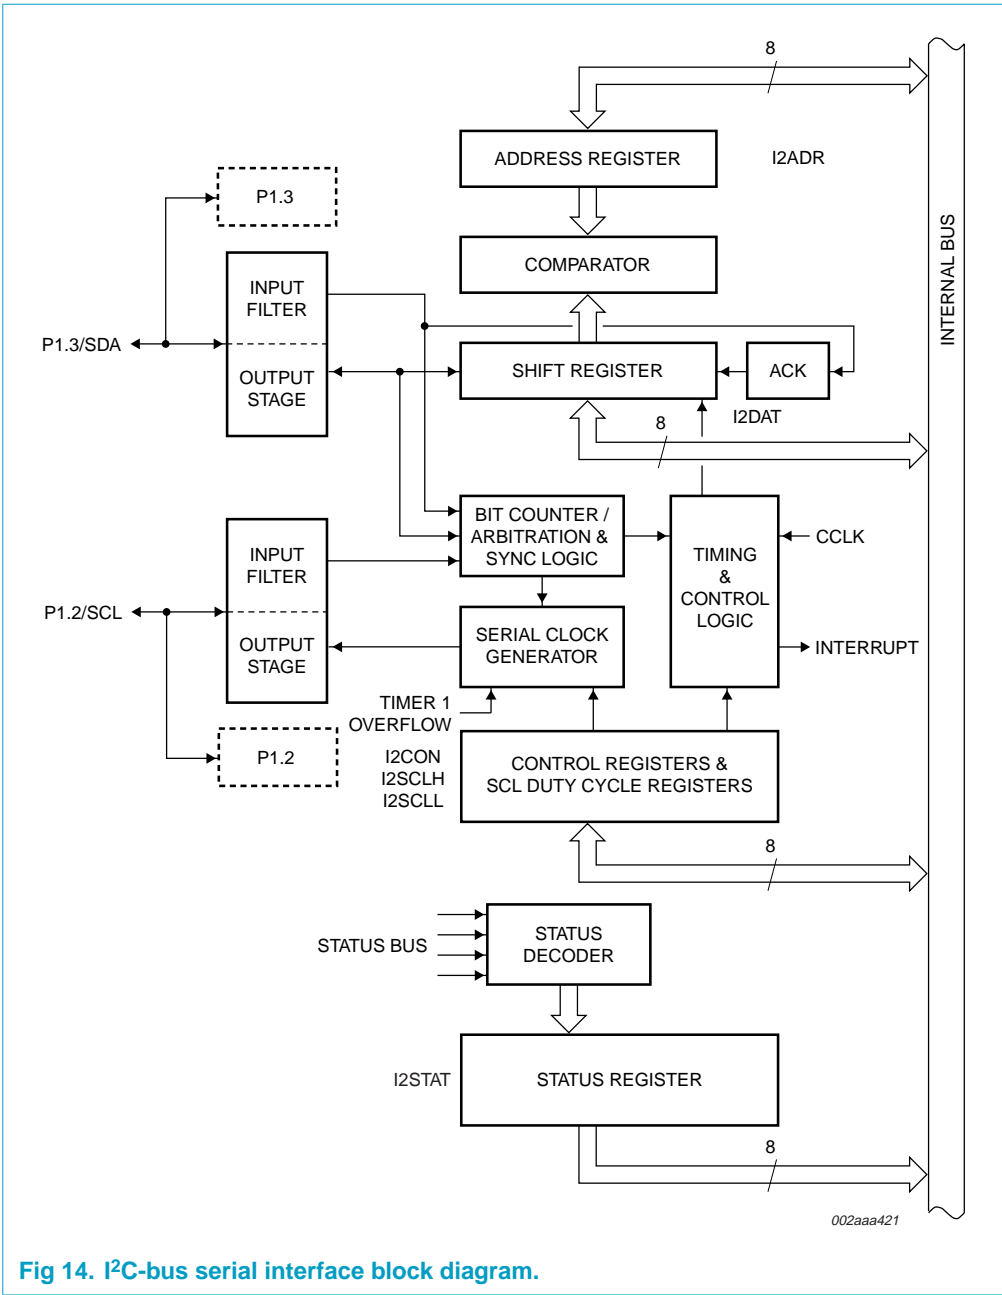 8
ADDRESS REGISTER
I2ADR
P1.3
INTERNAL BUS
COMPARATOR
INPUT
FILTER
P1.3/SDA
OUTPUT
STAGE
SHIFT REGISTER
ACK
I2DAT
8
BIT COUNTER /
ARBITRATION &
SYNC LOGIC
INPUT
FILTER
P1.2/SCL
OUTPUT
STAGE
TIMING
&
CONTROL
LOGIC
CCLK
SERIAL CLOCK
GENERATOR
INTERRUPT
TIMER 1
OVERFLOW
P1.2
I2CON
I2SCLH
I2SCLL
CONTROL REGISTERS &
SCL DUTY CYCLE REGISTERS
8
STATUS BUS
STATUS
DECODER
I2STAT
STATUS REGISTER
8
002aaa421
Fig 14. I²C-bus serial interface block diagram.